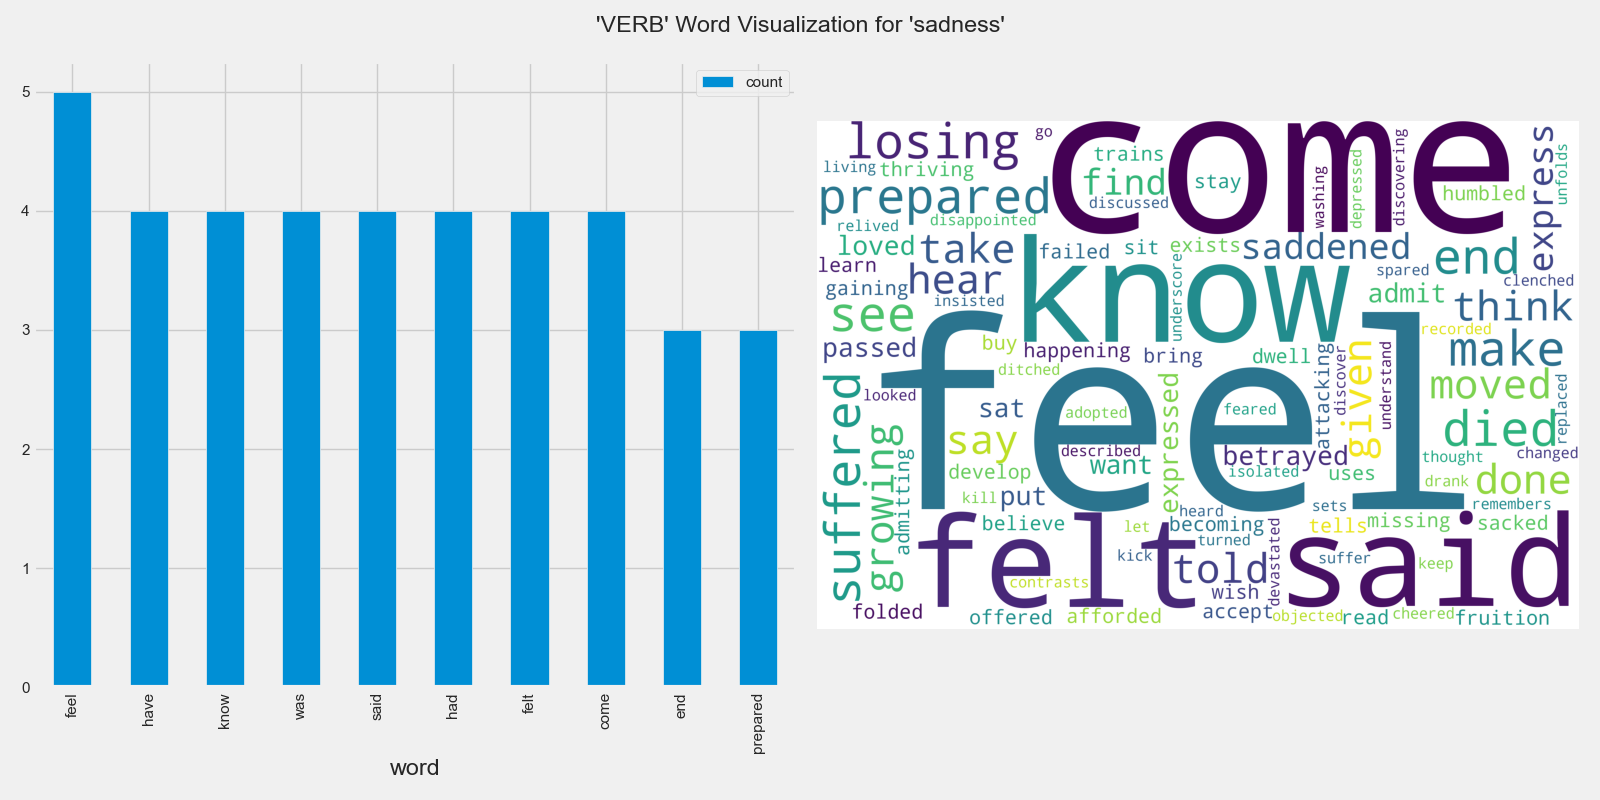 'VERB' Word Visualization for 'sadness'
count
5
4
3
2
1
0
feel
have
know
was
said
had
felt
come
end
prepared
word
losing
go
come
trains
living
thriving
find
stay
washing
depressed
discovering
express
unfolds
prepared
discussed
humbled
relived
disappointed
loved
take
know
failed
sit
exists
saddened
end
learn
hear
underscore
spared
clenched
gaining
insisted
admit
think
see
feel
recorded
passed
buy
happening
bring
dwell
attacking
discover
given
understand
make
ditched
suffered
looked
sat
adopted
expressed
feared
moved
replaced
growing
say
described
betrayed
died
admitting
develop
want
isolated
uses
thought
changed
kill
put
drank
done
heard
sets
remembers
felt
believe
let
becoming
tells
missing
sacked
turned
devastated
said
kick
told
suffer
keep
contrasts
wish
folded
offered
afforded
accept
objected
read
cheered
fruition